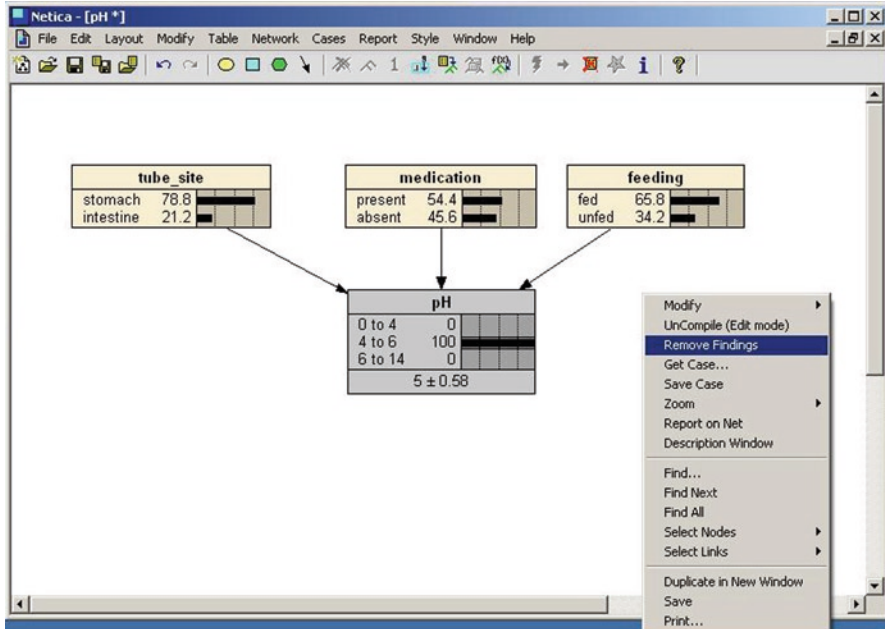 Netica - [pH *]
File Edit Layout Modify Table Network Cases Report Style Window Help
tube_site
stomach 78.8
intestine 21.2
medication
present 54.4
absent 45.6
feeding
fed 65.8
unfed 34.2
pH
0 to 4 0
4 to 6 100
6 to 14 0
5 ± 0.58
Modify
UnCompile (Edit mode)
Remove Findings
Get Case...
Save Case
Zoom
Report on Net
Description Window
Find...
Find Next
Find All
Select Nodes
Select Links
Duplicate in New Window
Save
Print...